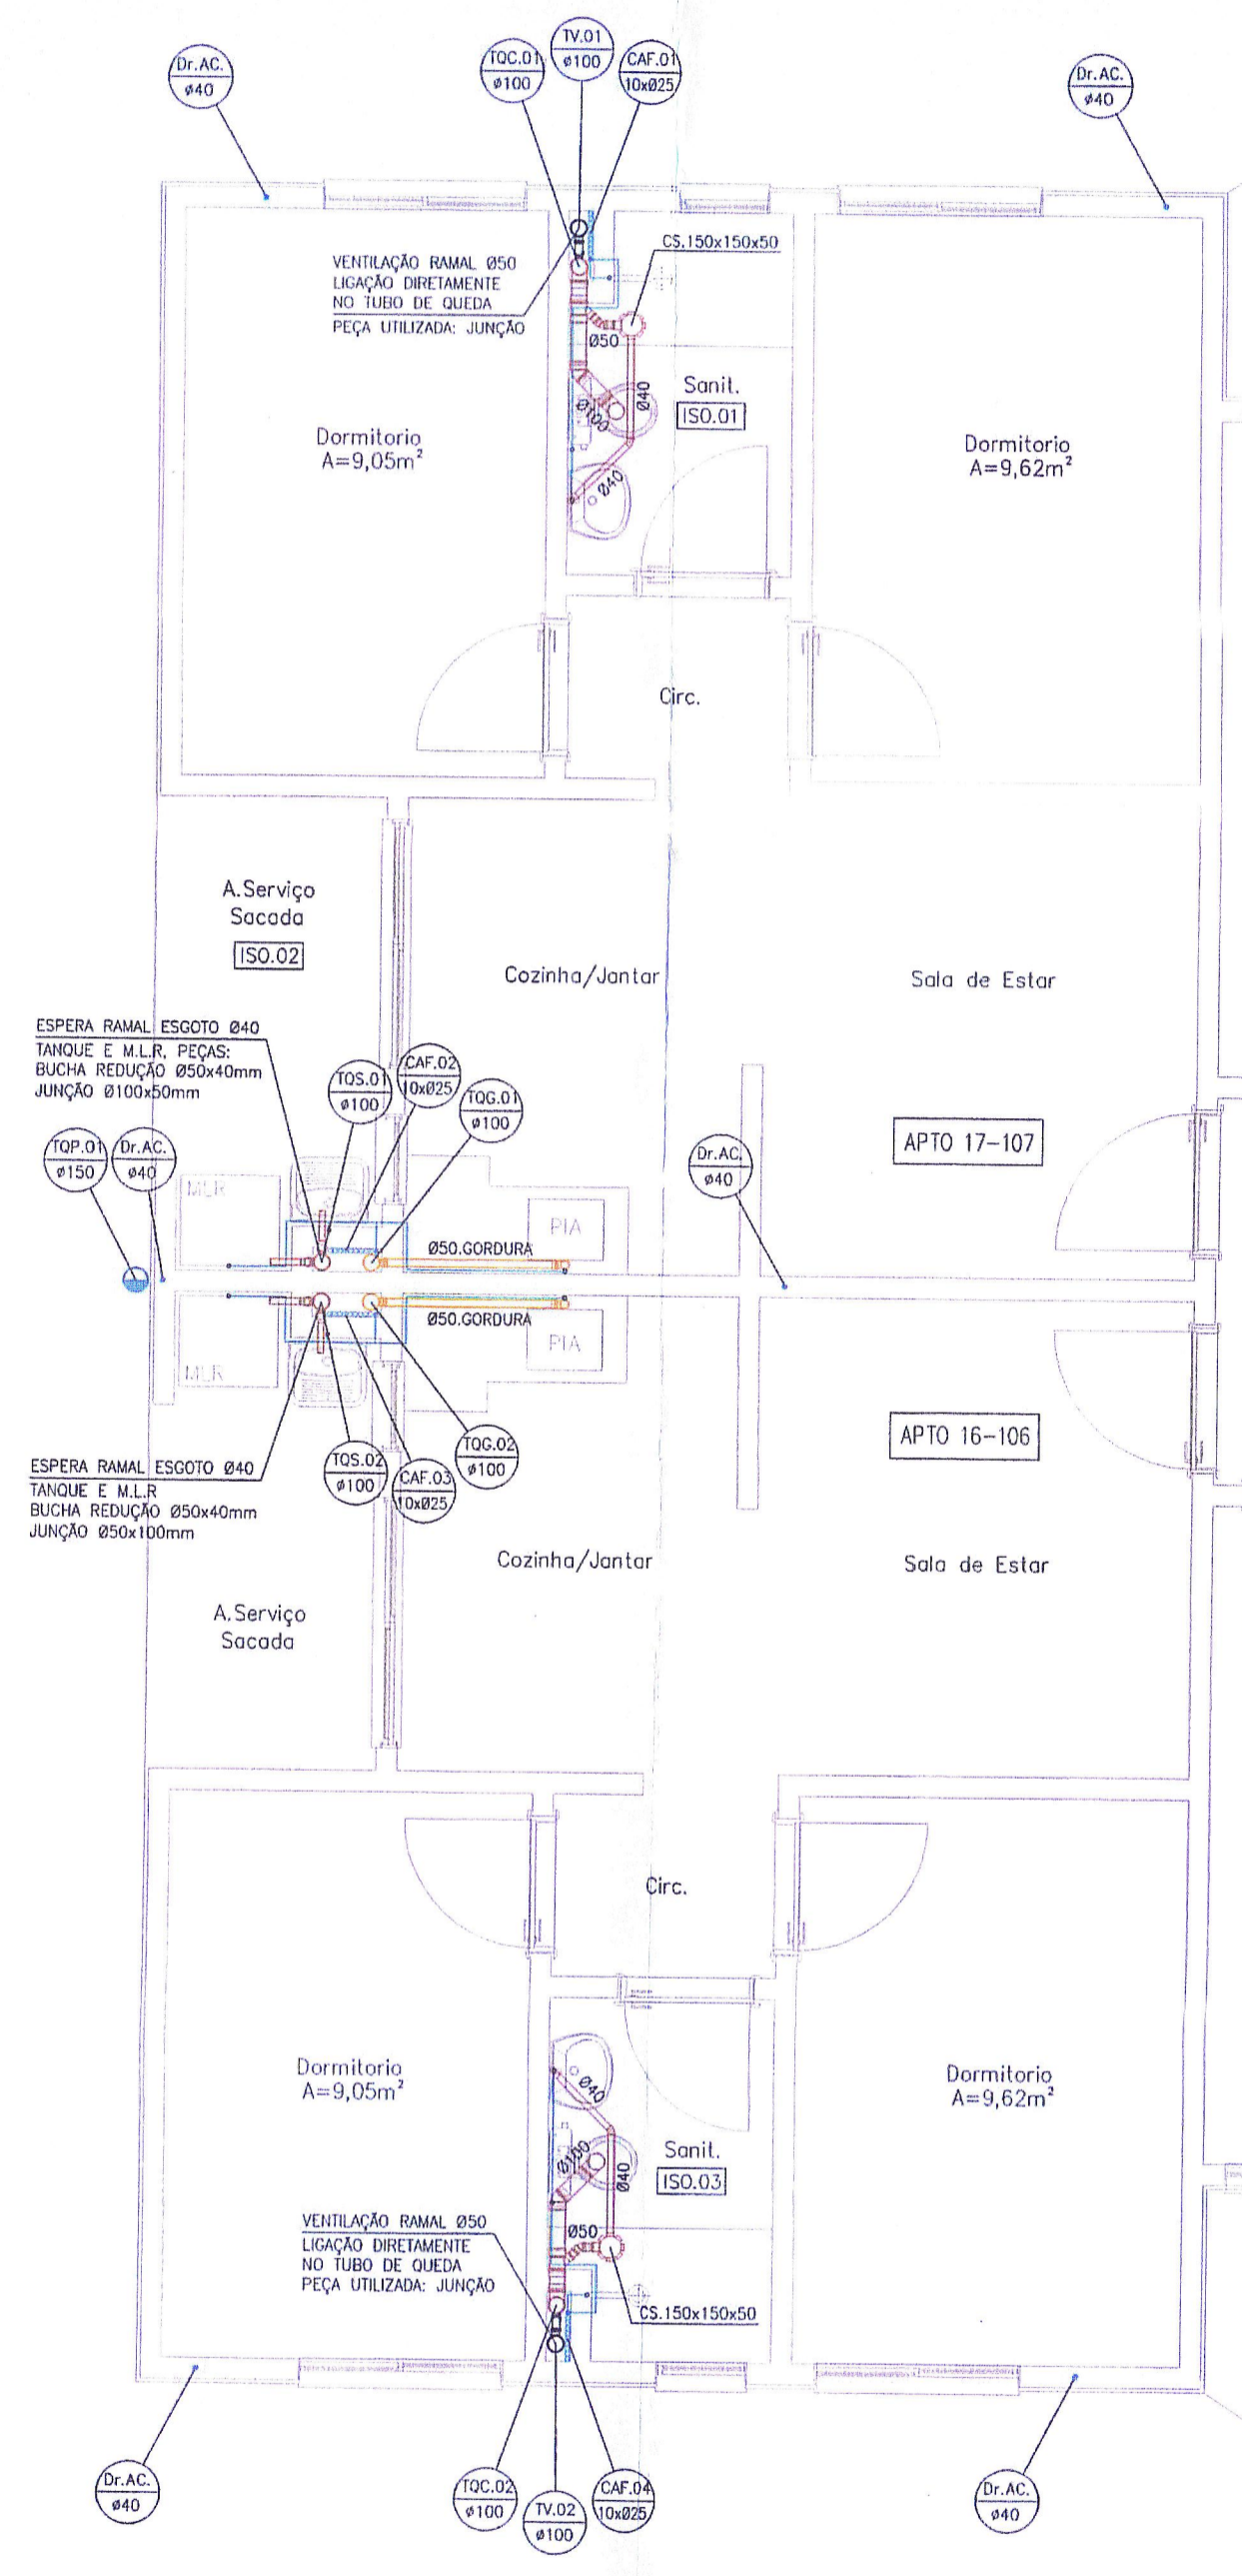 TV.01
ø100
TQC.01
ø100
CAF.01
10xØ25
Dr.AC.
ø40
Dr.AC.
ø40
CS.150x150x50
VENTILAÇÃO RAMAL Ø50
LIGAÇÃO DIRETAMENTE
NO TUBO DE QUEDA
PEÇA UTILIZADA: JUNÇÃO
Ø50
Ø40
Ø100
Ø40
Sanit.
ISO.01
Dormitorio
A=9,05m²
Dormitorio
A=9,62m²
Circ.
A.Serviço
Sacada
ISO.02
Cozinha/Jantar
Sala de Estar
ESPERA RAMAL ESGOTO Ø40
TANQUE E M.L.R, PEÇAS:
BUCHA REDUÇÃO Ø50x40mm
JUNÇÃO Ø100x50mm
TQS.01
ø100
CAF.02
10xØ25
TQG.01
ø100
TQP.01
ø150
Dr.AC.
ø40
Dr.AC.
ø40
APTO 17-107
MLR
PIA
Ø50.GORDURA
Ø50.GORDURA
MLR
PIA
APTO 16-106
TQS.02
ø100
CAF.03
10xØ25
TQG.02
ø100
ESPERA RAMAL ESGOTO Ø40
TANQUE E M.L.R
BUCHA REDUÇÃO Ø50x40mm
JUNÇÃO Ø50x100mm
Cozinha/Jantar
Sala de Estar
A.Serviço
Sacada
Circ.
Dormitorio
A=9,05m²
Dormitorio
A=9,62m²
Ø40
Ø100
Ø40
Sanit.
ISO.03
Ø50
VENTILAÇÃO RAMAL Ø50
LIGAÇÃO DIRETAMENTE
NO TUBO DE QUEDA
PEÇA UTILIZADA: JUNÇÃO
CS.150x150x50
Dr.AC.
ø40
TQC.02
ø100
TV.02
ø100
CAF.04
10xØ25
Dr.AC.
ø40